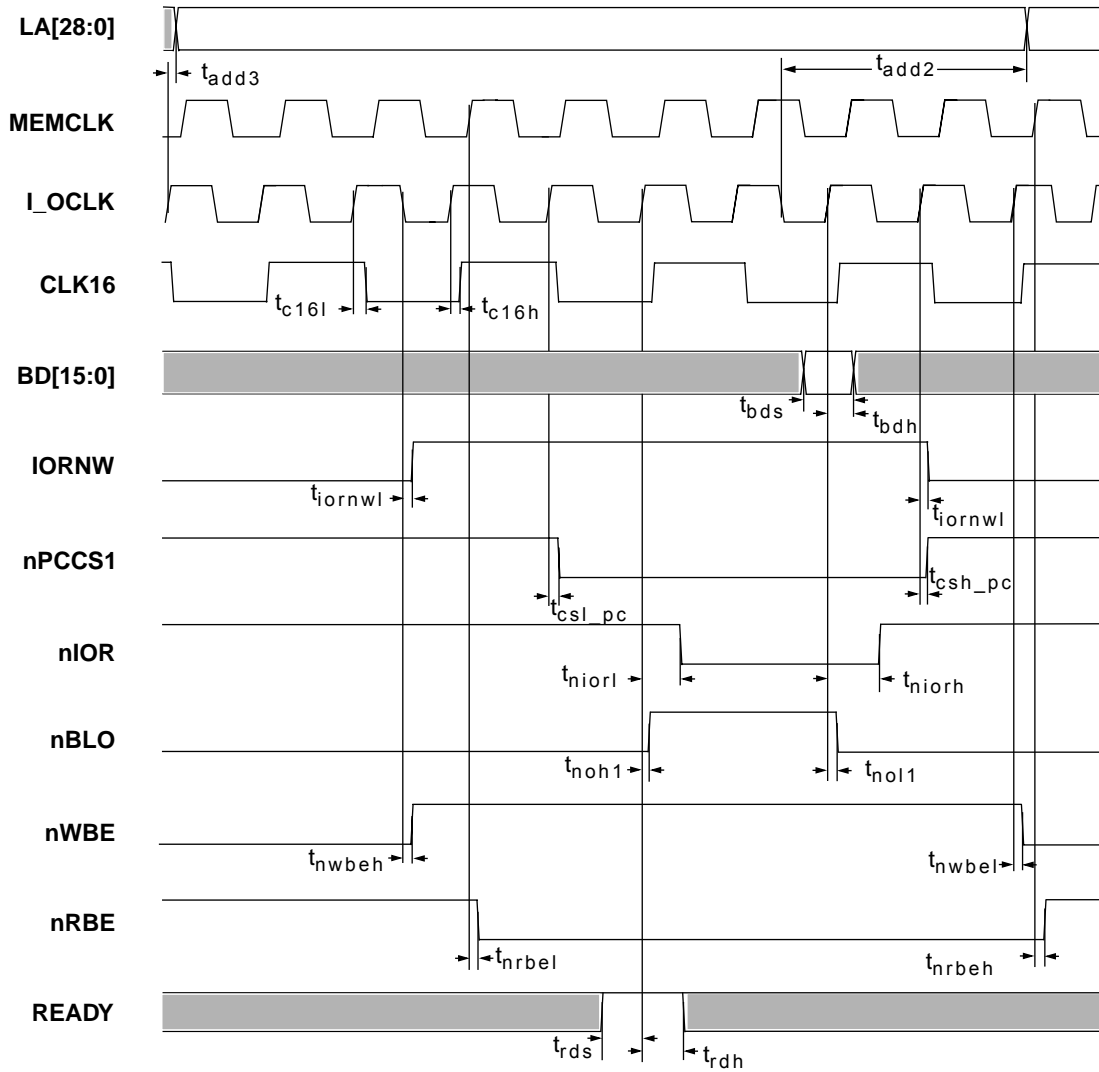 LA[28:0]
tadd3
tadd2
MEMCLK
I_OCLK
CLK16
tc16l
tc16h
BD[15:0]
tbds
tbdh
IORNW
tiornwl
tiornwl
nPCCS1
tcsl_pc
tcsh_pc
nIOR
tniorl
tniorh
nBLO
tnoh1
tnol1
nWBE
tnwbeh
tnwbel
nRBE
tnrbel
tnrbeh
READY
trds
trdh